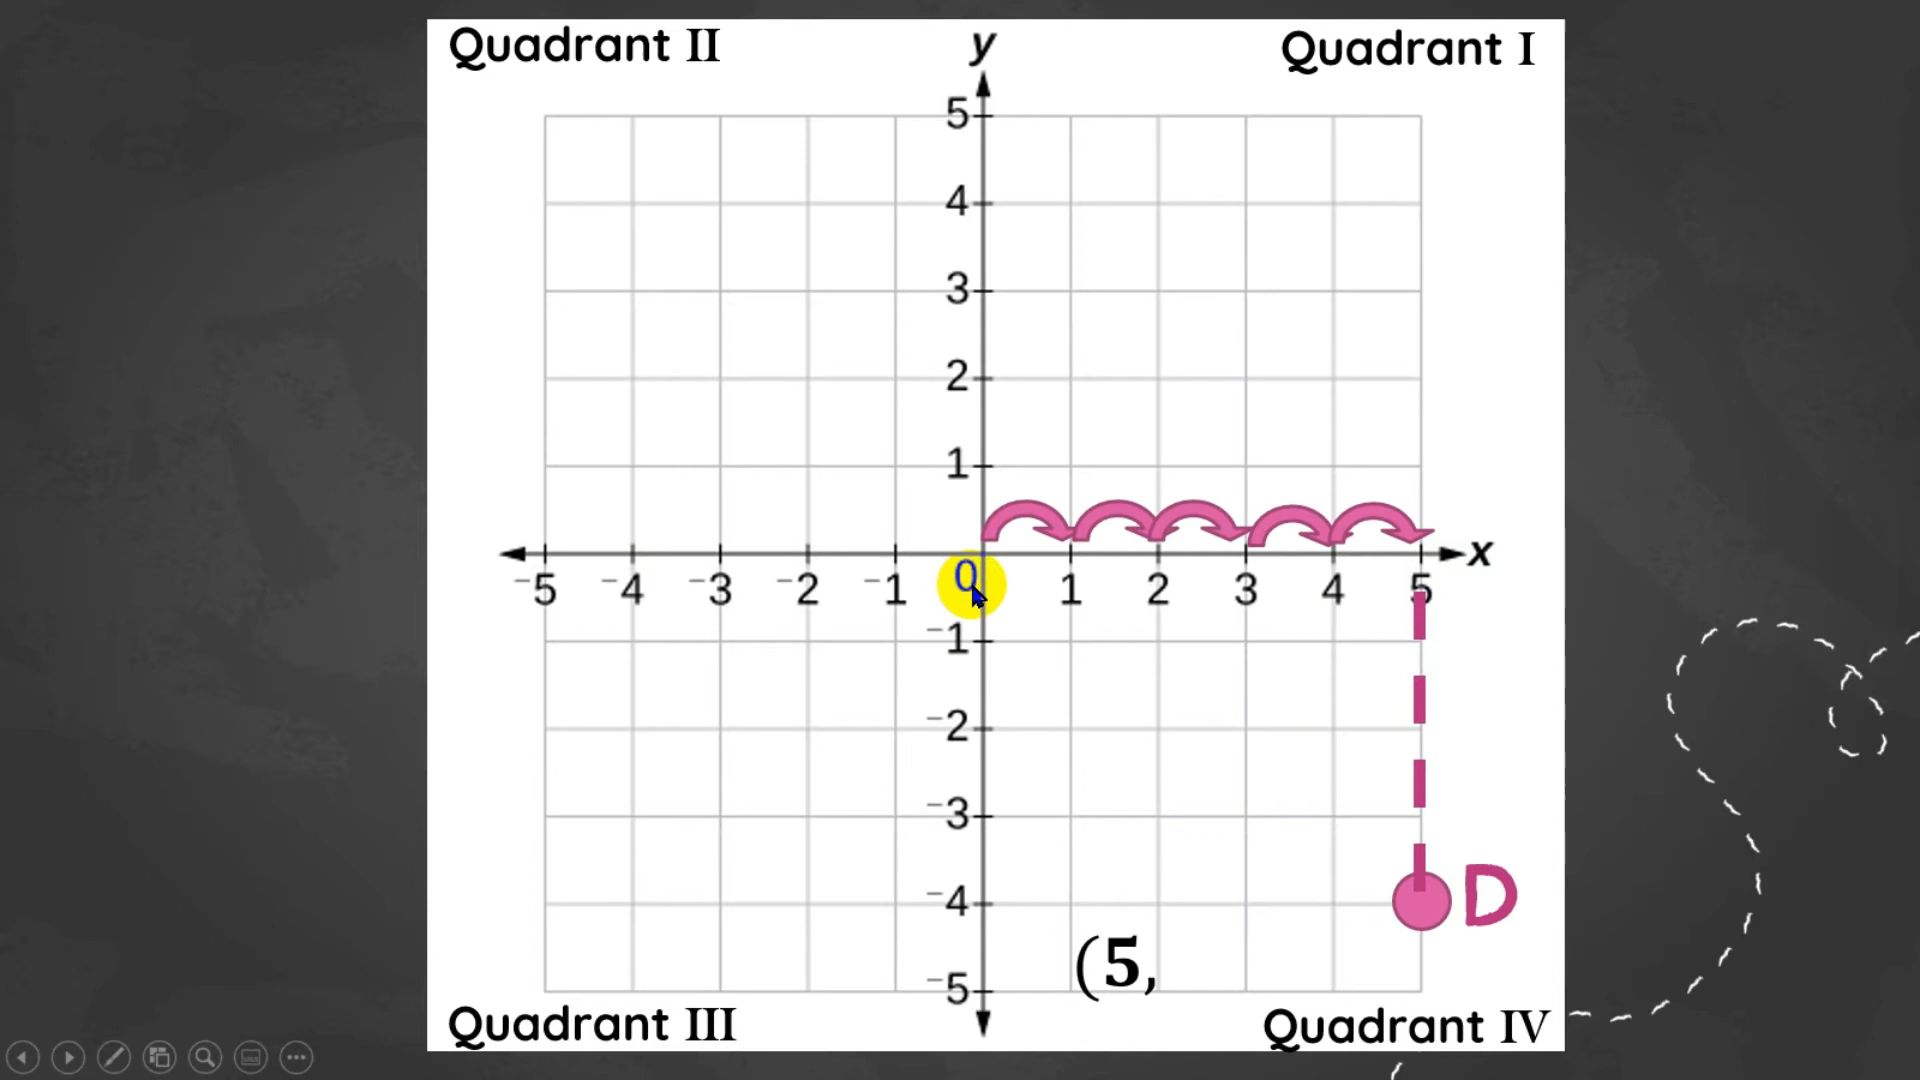 Quadrant II
y
Quadrant I
5
4
3
2
1
x
-5 -4 -3 -2 -1 0 1 2 3 4 5
-1
-2
-3
-4
D
(5,
-5
Quadrant III
Quadrant IV